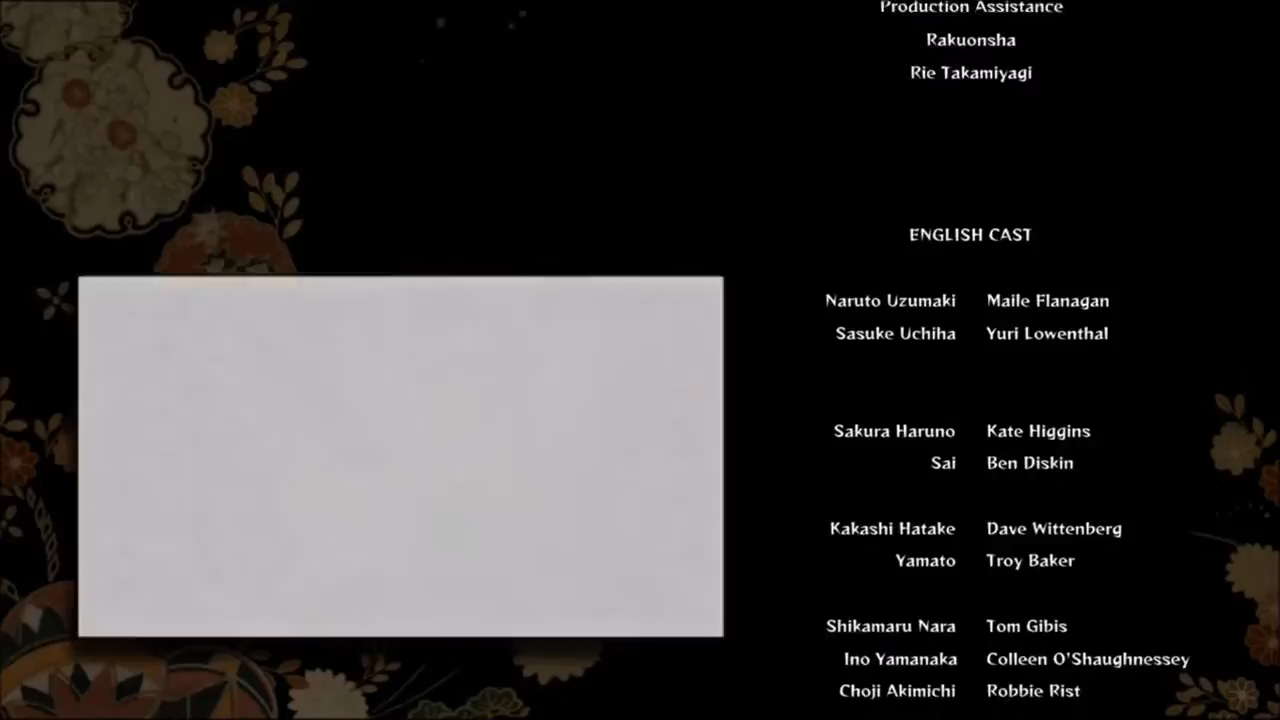 Production Assistance
Rakuonsha
Rie Takamiyagi
ENGLISH CAST
Naruto Uzumaki Maile Flanagan
Sasuke Uchiha Yuri Lowenthal
Sakura Haruno Kate Higgins
Sai Ben Diskin
Kakashi Hatake Dave Wittenberg
Yamato Troy Baker
Shikamaru Nara Tom Gibis
Ino Yamanaka Colleen O'Shaughnessey
Choji Akimichi Robbie Rist